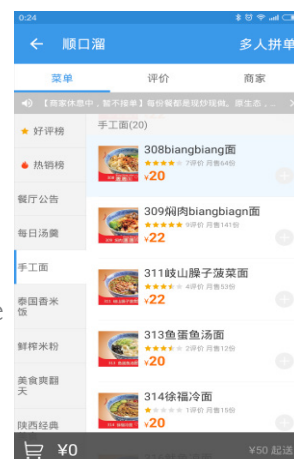 0:24
顺口溜
多人拼单
菜单
评价
商家
【商家休息中，暂不接单】每份餐都是现炒现做。原生态，...
好评榜
热销榜
餐厅公告
每日汤羹
手工面
泰国香米饭
鲜榨米粉
美食爽翻天
陕西经典
手工面(20)
308biangbiang面
7评价 月售64份
¥20
309焖肉biangbiagn面
9评价 月售141份
¥22
311岐山臊子菠菜面
4评价 月售53份
¥22
313鱼蛋鱼汤面
2评价 月售12份
¥20
314徐福冷面
1评价 月售15份
¥20
¥0
¥50 起送